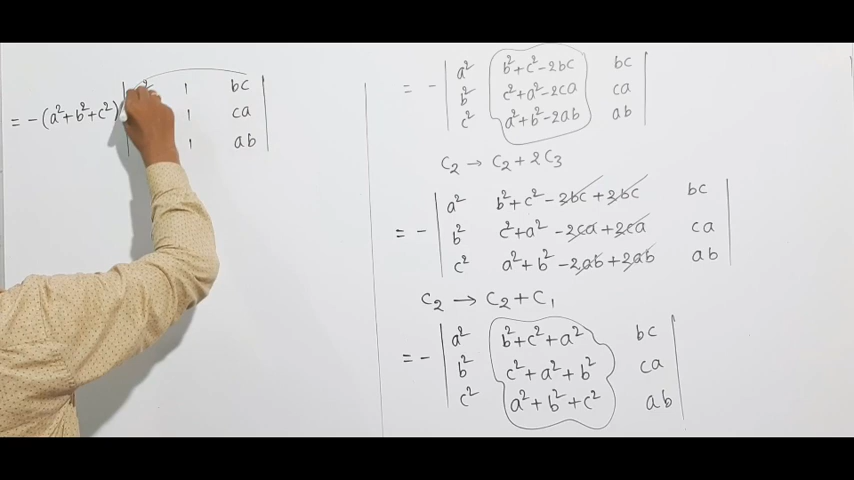 = -(a²+b²+c²) | 1 bc |
1 ca
1 ab
= - | a² b²+c²-2bc bc |
b² c²+a²-2ca ca
c² a²+b²-2ab ab
C₂ → C₂ + 2C₃
= - | a² b²+c²-2bc+2bc bc |
b² c²+a²-2ca+2ca ca
c² a²+b²-2ab+2ab ab
C₂ → C₂ + C₁
= - | a² b²+c²+a² bc |
b² c²+a²+b² ca
c² a²+b²+c² ab